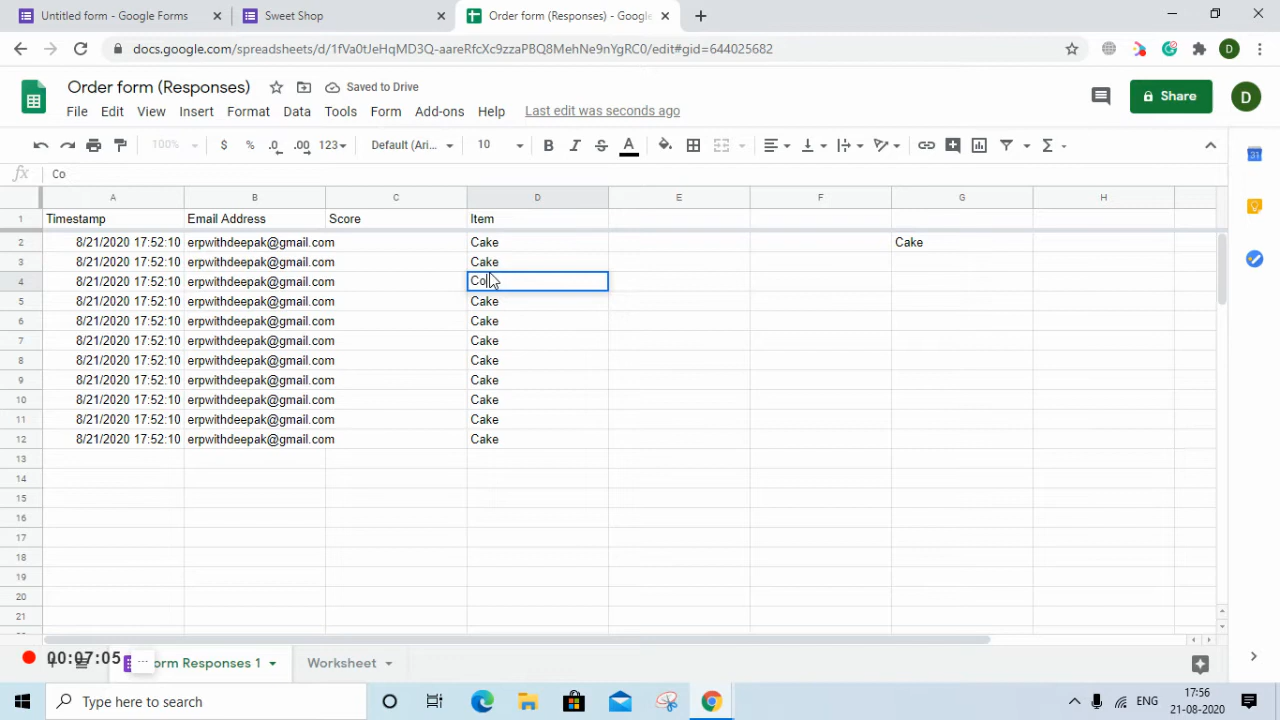 Untitled form - Google Forms
Sweet Shop
Order form (Responses) - Google
docs.google.com/spreadsheets/d/1fVa0tJeHqMD3Q-aareRfcXc9zzaPBQ8MehNe9nYgRC0/edit#gid=644025682
D
Order form (Responses)
Saved to Drive
Share
D
File Edit View Insert Format Data Tools Form Add-ons Help Last edit was seconds ago
100% $ % .0 .00 123 Default (Ari... 10 B I S A
fx Co
A B C D E F G H
1 Timestamp Email Address Score Item
2 8/21/2020 17:52:10 erpwithdeepak@gmail.com Cake Cake
3 8/21/2020 17:52:10 erpwithdeepak@gmail.com Cake
4 8/21/2020 17:52:10 erpwithdeepak@gmail.com Co
5 8/21/2020 17:52:10 erpwithdeepak@gmail.com Cake
6 8/21/2020 17:52:10 erpwithdeepak@gmail.com Cake
7 8/21/2020 17:52:10 erpwithdeepak@gmail.com Cake
8 8/21/2020 17:52:10 erpwithdeepak@gmail.com Cake
9 8/21/2020 17:52:10 erpwithdeepak@gmail.com Cake
10 8/21/2020 17:52:10 erpwithdeepak@gmail.com Cake
11 8/21/2020 17:52:10 erpwithdeepak@gmail.com Cake
12 8/21/2020 17:52:10 erpwithdeepak@gmail.com Cake
13
14
15
16
17
18
19
20
21
00:07:05 ... orm Responses 1 Worksheet
Type here to search
ENG
17:56
21-08-2020